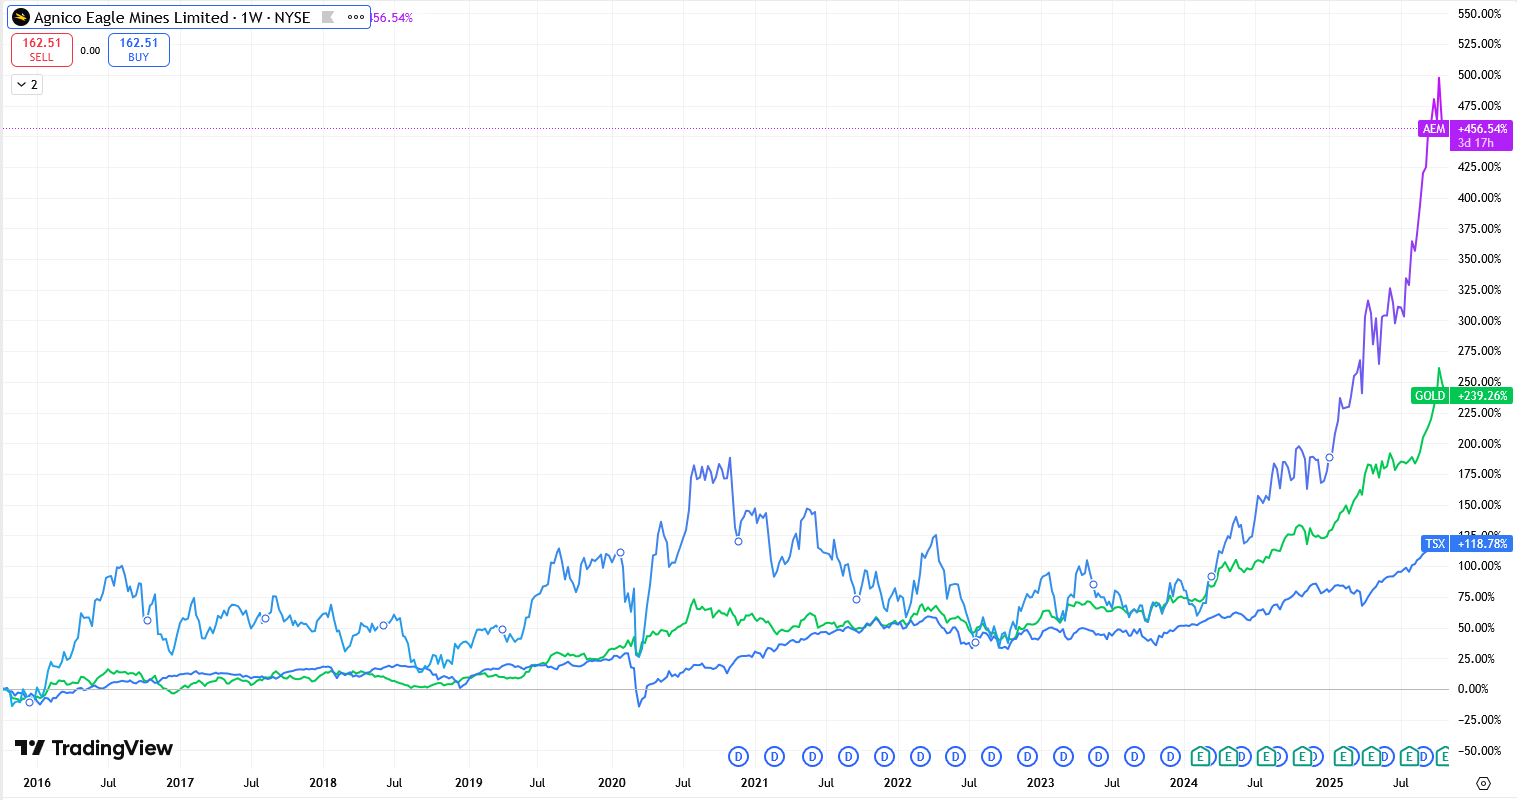 Agnico Eagle Mines Limited · 1W · NYSE
56.54%
162.51
SELL
0.00
162.51
BUY
2
550.00%
525.00%
500.00%
475.00%
AEM +456.54%
3d 17h
425.00%
400.00%
375.00%
350.00%
325.00%
300.00%
275.00%
250.00%
GOLD +239.26%
225.00%
200.00%
175.00%
150.00%
TSX +118.78%
100.00%
75.00%
50.00%
25.00%
0.00%
−25.00%
−50.00%
TradingView
D D D D D D D D D D D D D E D E D E D E D E D E D E D E
2016 Jul 2017 Jul 2018 Jul 2019 Jul 2020 Jul 2021 Jul 2022 Jul 2023 Jul 2024 Jul 2025 Jul